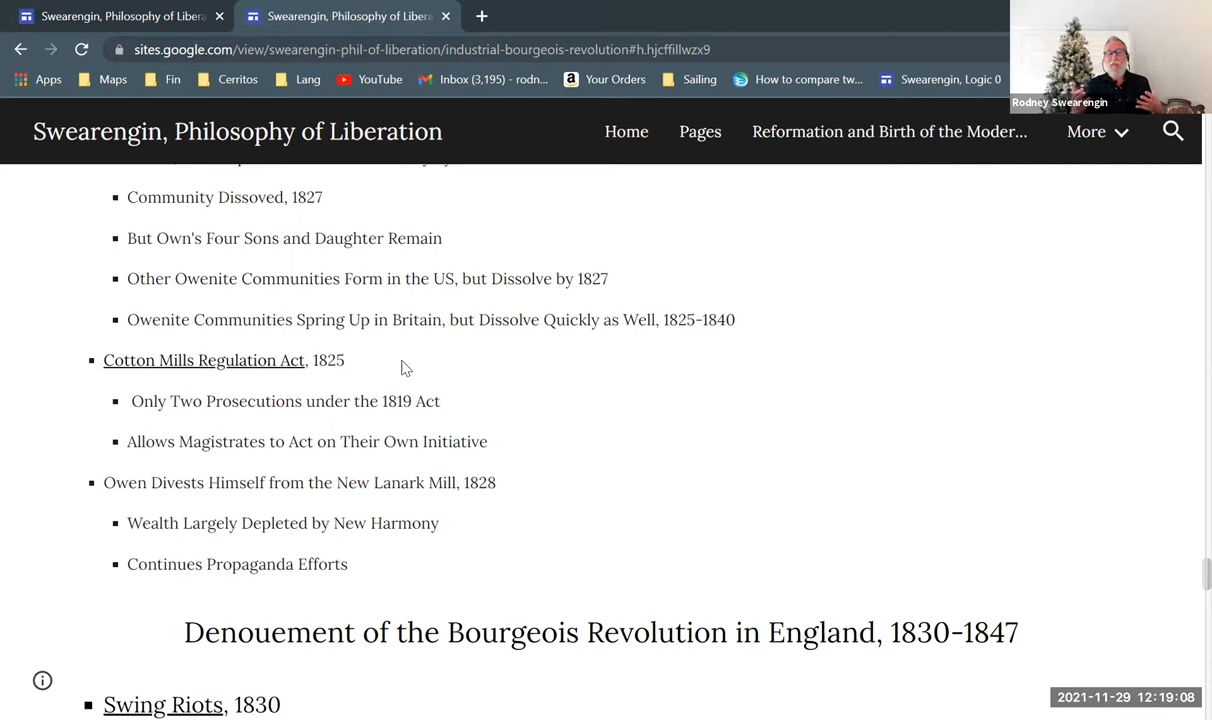 Swearengin, Philosophy of Libera
Swearengin, Philosophy of Libera
sites.google.com/view/swearengin-phil-of-liberation/industrial-bourgeois-revolution#h.hjcffillwzx9
Apps Maps Fin Cerritos Lang YouTube Inbox (3,195) - rodn... Your Orders Sailing How to compare tw... Swearengin, Logic 0
Rodney Swearengin
Swearengin, Philosophy of Liberation
Home Pages Reformation and Birth of the Moder... More
Community Dissoved, 1827
But Own's Four Sons and Daughter Remain
Other Owenite Communities Form in the US, but Dissolve by 1827
Owenite Communities Spring Up in Britain, but Dissolve Quickly as Well, 1825-1840
Cotton Mills Regulation Act, 1825
Only Two Prosecutions under the 1819 Act
Allows Magistrates to Act on Their Own Initiative
Owen Divests Himself from the New Lanark Mill, 1828
Wealth Largely Depleted by New Harmony
Continues Propaganda Efforts
Denouement of the Bourgeois Revolution in England, 1830-1847
Swing Riots, 1830
2021-11-29 12:19:08